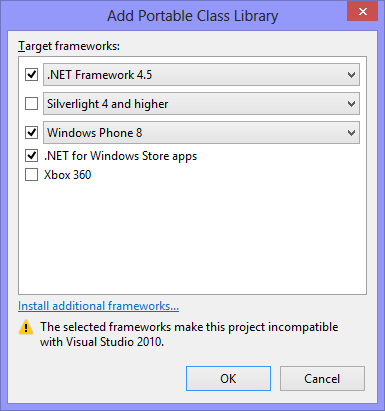 Add Portable Class Library
Target frameworks:
.NET Framework 4.5
Silverlight 4 and higher
Windows Phone 8
.NET for Windows Store apps
Xbox 360
Install additional frameworks...
The selected frameworks make this project incompatible
with Visual Studio 2010.
OK
Cancel